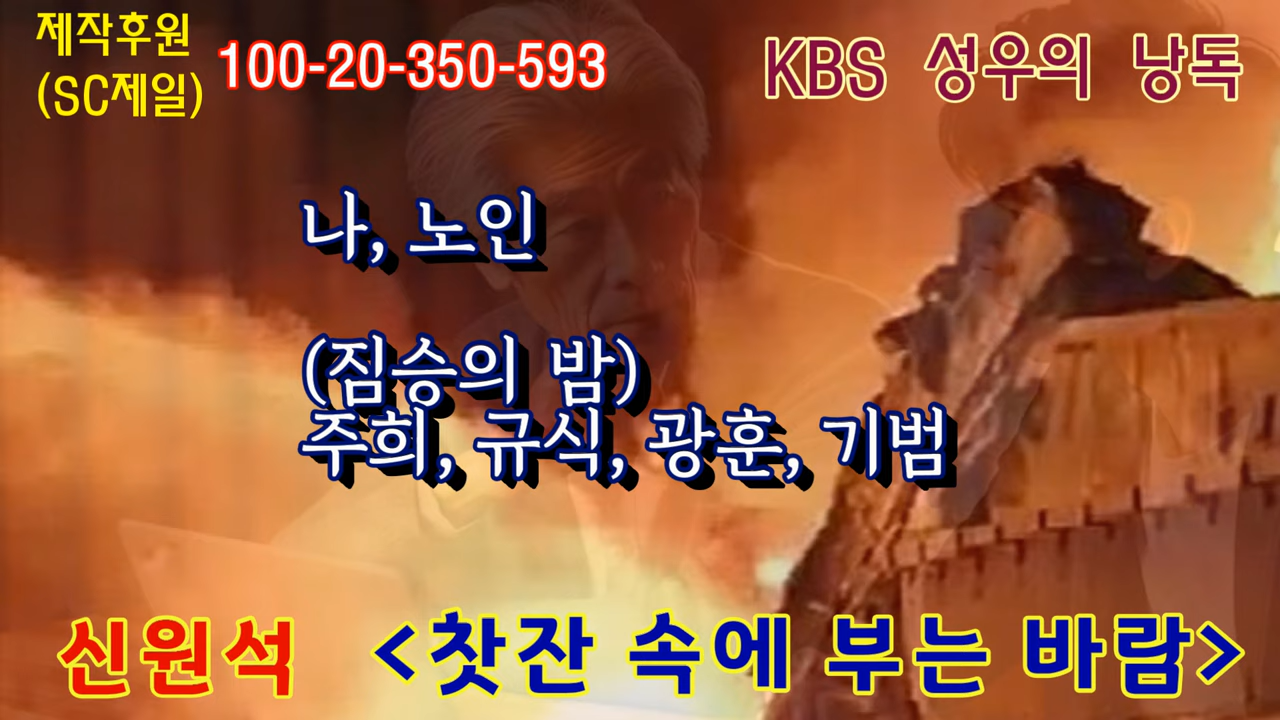 제작후원
(SC제일)
100-20-350-593
KBS 성우의 낭독
나, 노인
(짐승의 밤)
주희, 규식, 광훈, 기범
신원석 <찻잔 속에 부는 바람>